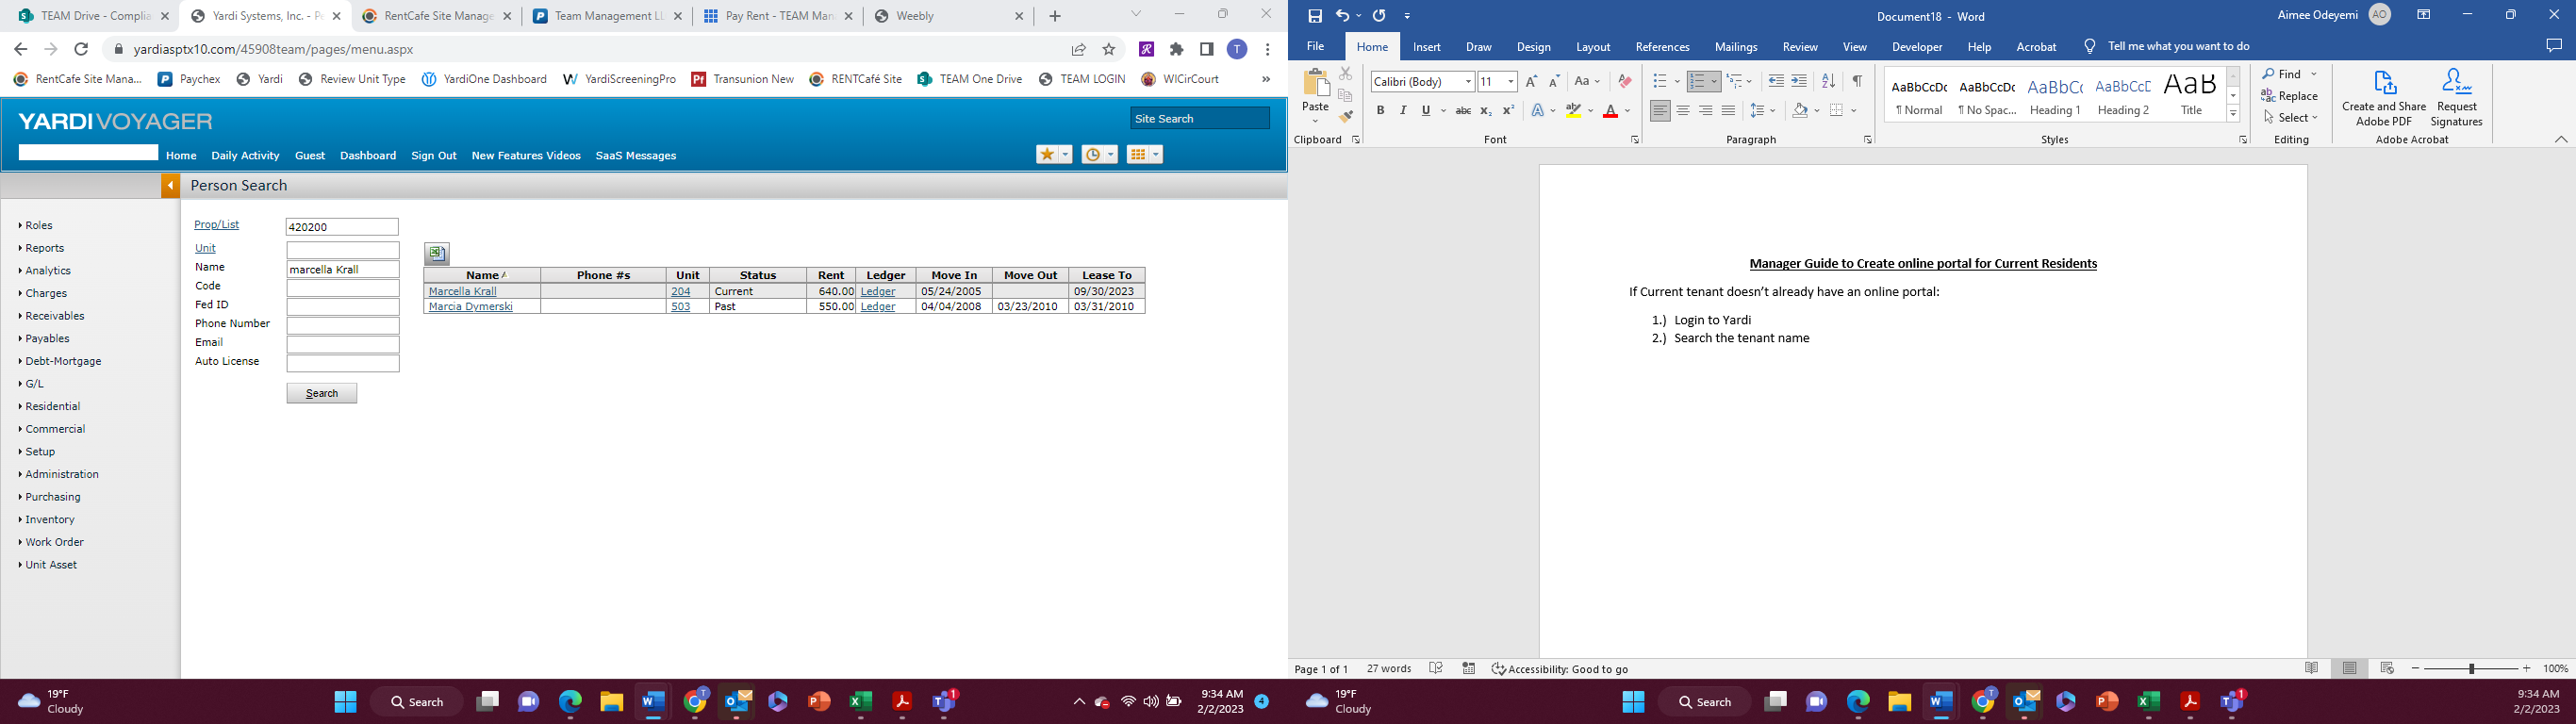 TEAM Drive - Complia
Yardi Systems, Inc. - Pe
RentCafe Site Manage
Team Management LL
Pay Rent - TEAM Man
Weebly
yardiasptx10.com/45908team/pages/menu.aspx
T
RentCafe Site Mana...
Paychex
Yardi
Review Unit Type
YardiOne Dashboard
YardiScreeningPro
Transunion New
RENTCafé Site
TEAM One Drive
TEAM LOGIN
WICirCourt
»
YARDI VOYAGER
Site Search
Home Daily Activity Guest Dashboard Sign Out New Features Videos SaaS Messages
Person Search
Roles
Reports
Analytics
Charges
Receivables
Payables
Debt-Mortgage
G/L
Residential
Commercial
Setup
Administration
Purchasing
Inventory
Work Order
Unit Asset
Prop/List 420200
Unit
Name marcella Krall
Code
Fed ID
Phone Number
Email
Auto License
Search
Name Phone #s Unit Status Rent Ledger Move In Move Out Lease To
Marcella Krall 204 Current 640.00 Ledger 05/24/2005 09/30/2023
Marcia Dymerski 503 Past 550.00 Ledger 04/04/2008 03/23/2010 03/31/2010
Document18 - Word
Aimee Odeyemi AO
File Home Insert Draw Design Layout References Mailings Review View Developer Help Acrobat Tell me what you want to do
Paste
Clipboard
Calibri (Body) 11
Aa
B I U abc x₂ x²
Font
Paragraph
AaBbCcDc AaBbCcDc AaBbCc AaBbCcE AaB
¶ Normal ¶ No Spac... Heading 1 Heading 2 Title
Styles
Find
Replace
Select
Editing
Create and Share Adobe PDF
Request Signatures
Adobe Acrobat
Manager Guide to Create online portal for Current Residents
If Current tenant doesn't already have an online portal:
1.) Login to Yardi
2.) Search the tenant name
Page 1 of 1 27 words Accessibility: Good to go 100%
19°F
Cloudy
Search
9:34 AM
2/2/2023
4
19°F
Cloudy
Search
9:34 AM
2/2/2023